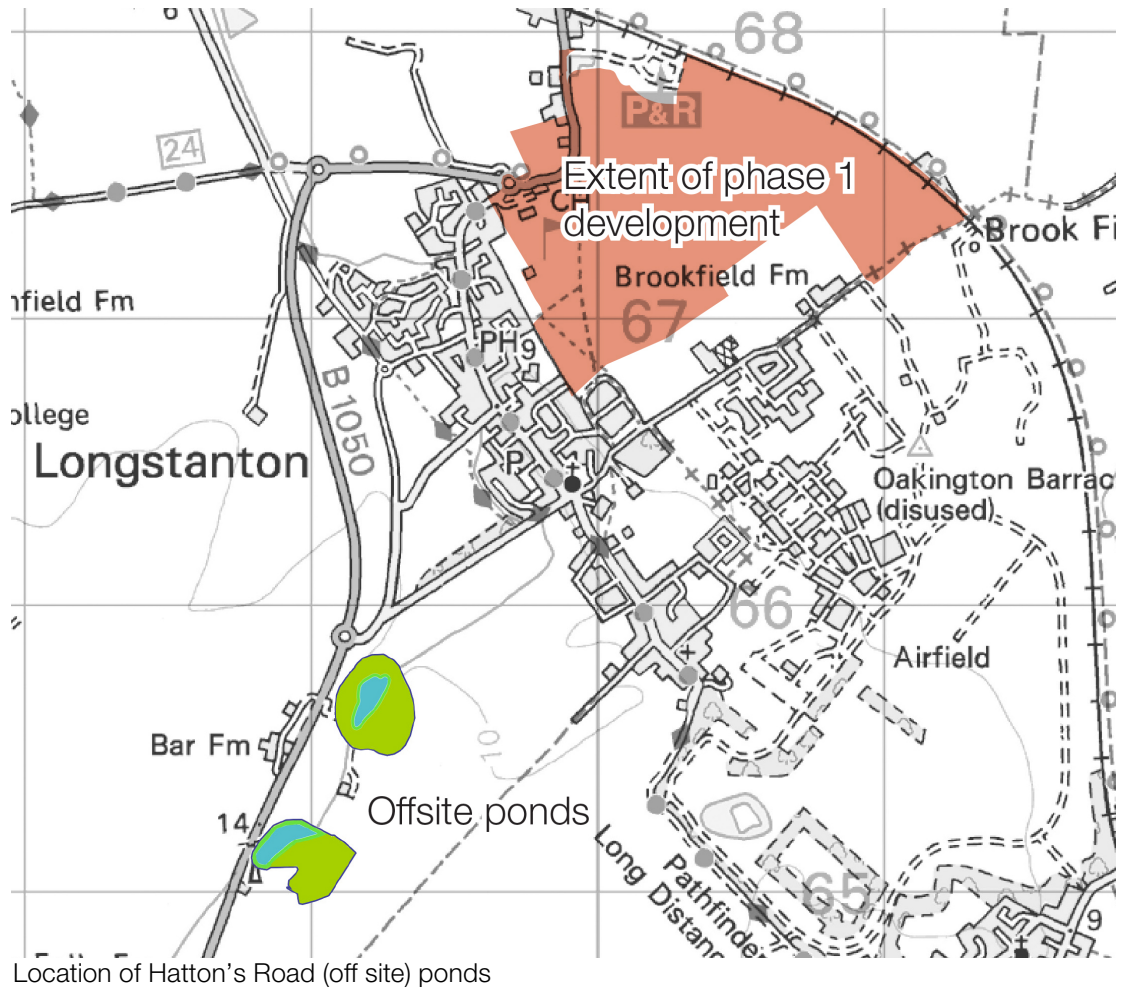 6
68
P&R
24
Extent of phase 1
development
CH
Brook Fi
Brookfield Fm
nfield Fm
67
PH
9
B 1050
ollege
Longstanton
P
Oakington Barrac
(disused)
66
Airfield
Bar Fm
10
Offsite ponds
14
Long Distanc
Pathfinder
65
9
Location of Hatton's Road (off site) ponds